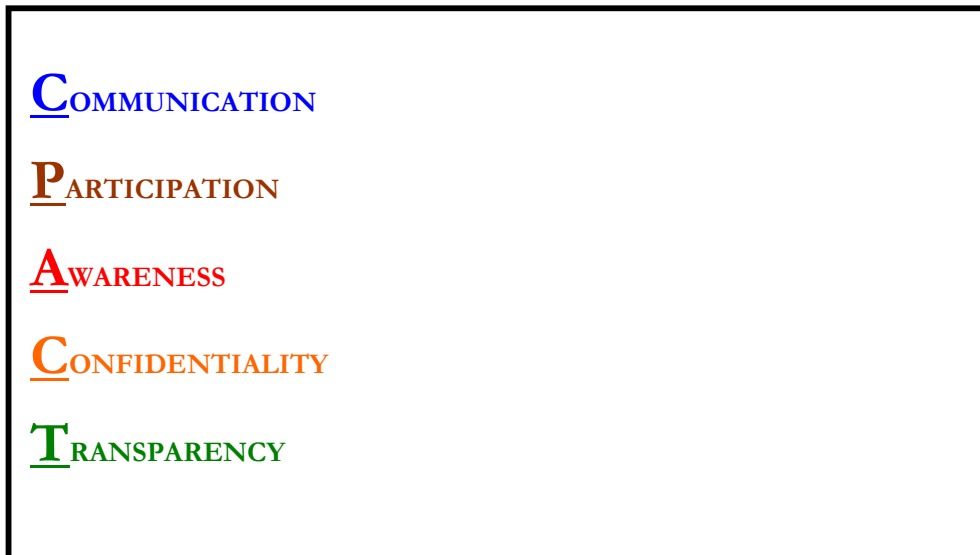 COMMUNICATION
PARTICIPATION
AWARENESS
CONFIDENTIALITY
TRANSPARENCY